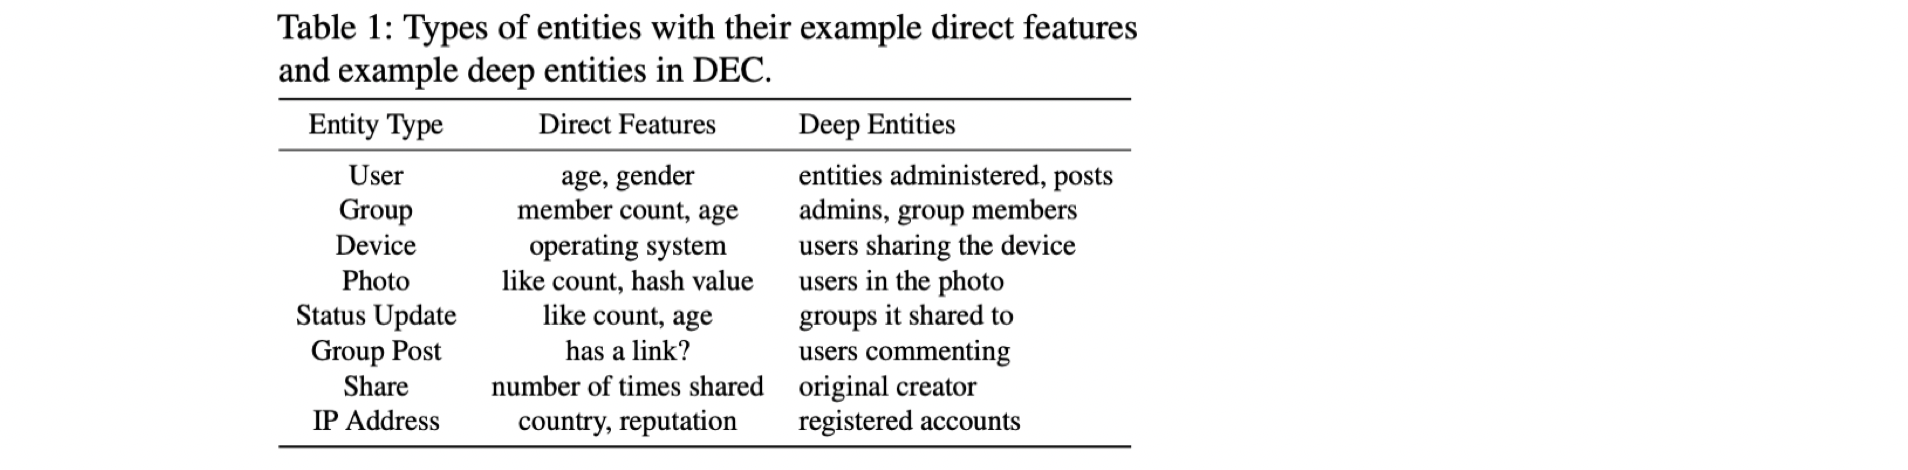 Table 1: Types of entities with their example direct features
and example deep entities in DEC.
Entity Type Direct Features Deep Entities
User age, gender entities administered, posts
Group member count, age admins, group members
Device operating system users sharing the device
Photo like count, hash value users in the photo
Status Update like count, age groups it shared to
Group Post has a link? users commenting
Share number of times shared original creator
IP Address country, reputation registered accounts